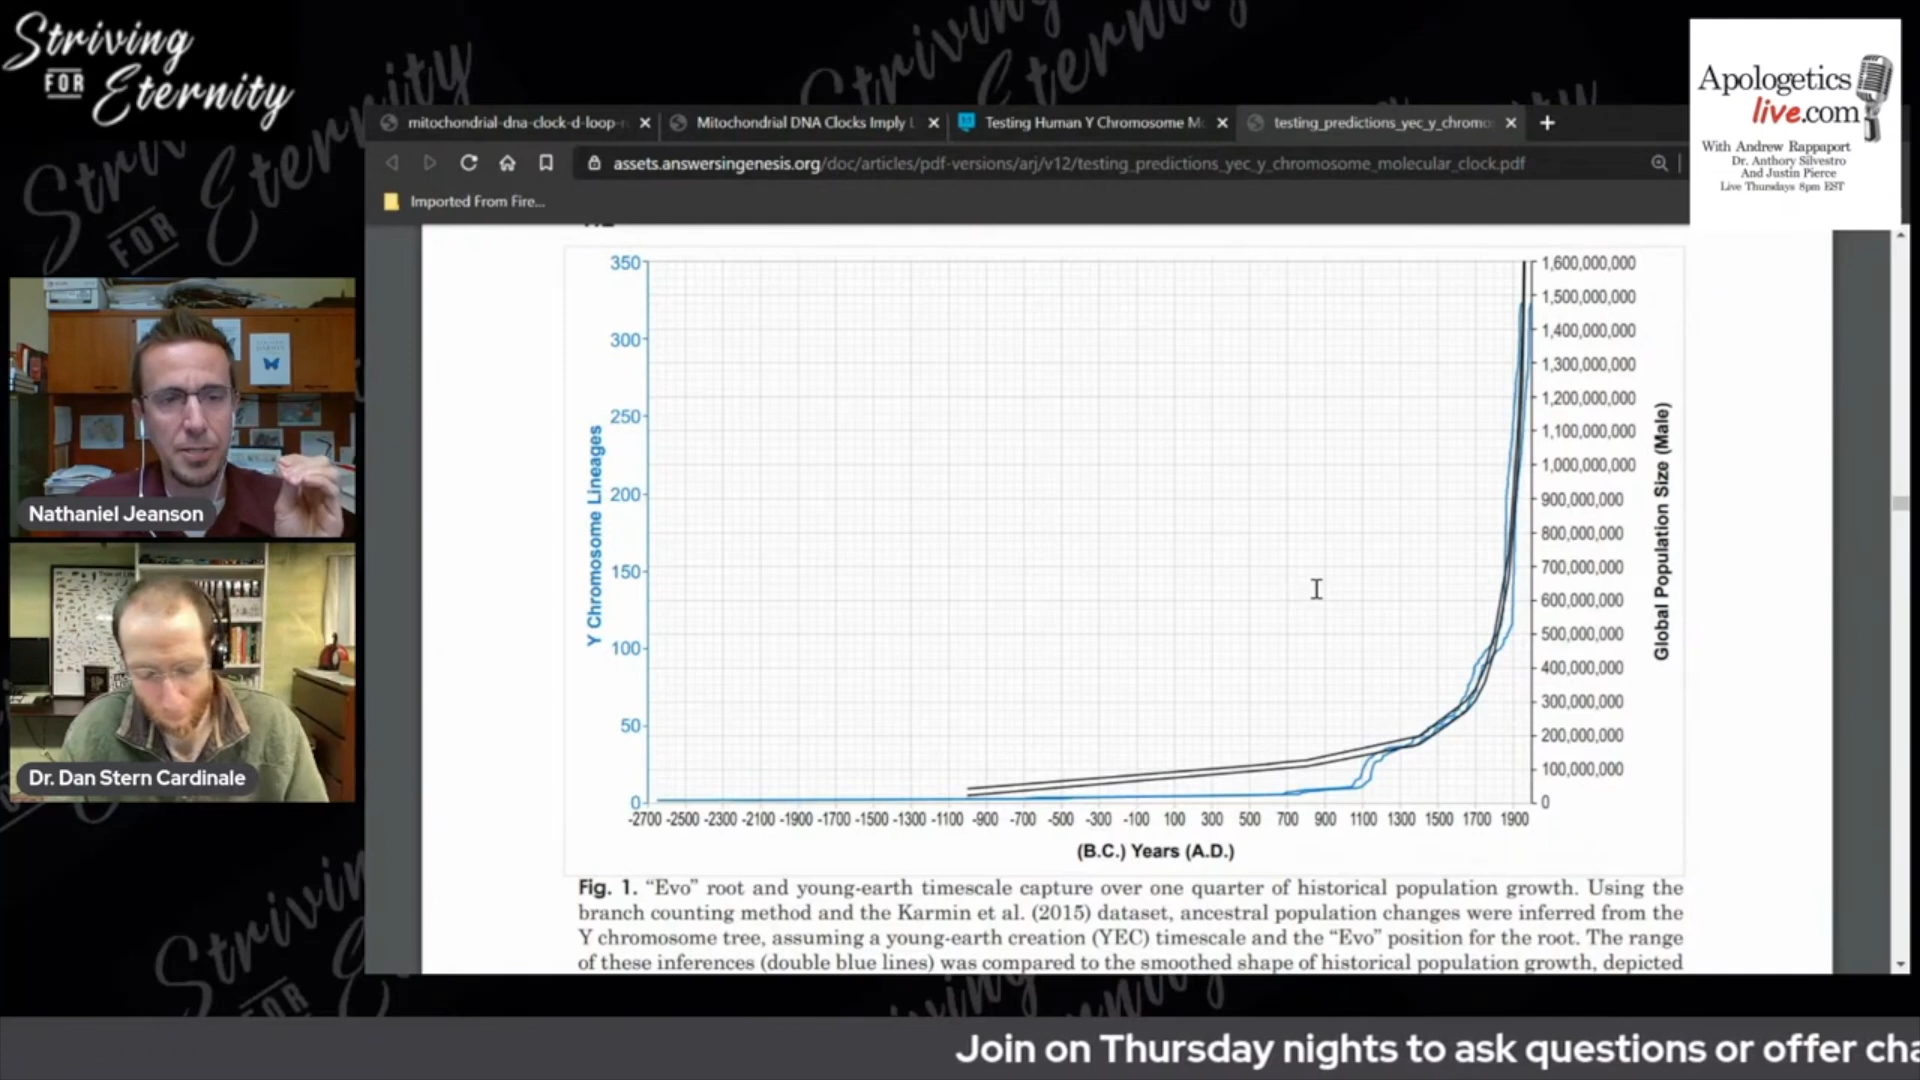 Striving
FOR
Eternity
Apologetics
live.com
With Andrew Rappaport
Dr. Anthory Silvestro
And Justin Pierce
Live Thursdays 8pm EST
mitochondrial-dna-clock-d-loop-
Mitochondrial DNA Clocks Imply
Testing Human Y Chromosome M
testing_predictions_yec_y_chromo
assets.answersingenesis.org/doc/articles/pdf-versions/arj/v12/testing_predictions_yec_y_chromosome_molecular_clock.pdf
Imported From Fire...
350
300
250
200
150
100
50
0
Y Chromosome Lineages
1,600,000,000
1,500,000,000
1,400,000,000
1,300,000,000
1,200,000,000
1,100,000,000
1,000,000,000
900,000,000
800,000,000
700,000,000
600,000,000
500,000,000
400,000,000
300,000,000
200,000,000
100,000,000
0
Global Population Size (Male)
-2700 -2500 -2300 -2100 -1900 -1700 -1500 -1300 -1100 -900 -700 -500 -300 -100 100 300 500 700 900 1100 1300 1500 1700 1900
(B.C.) Years (A.D.)
Fig. 1. “Evo” root and young-earth timescale capture over one quarter of historical population growth. Using the
branch counting method and the Karmin et al. (2015) dataset, ancestral population changes were inferred from the
Y chromosome tree, assuming a young-earth creation (YEC) timescale and the “Evo” position for the root. The range
of these inferences (double blue lines) was compared to the smoothed shape of historical population growth, depicted
Nathaniel Jeanson
Dr. Dan Stern Cardinale
Join on Thursday nights to ask questions or offer cha